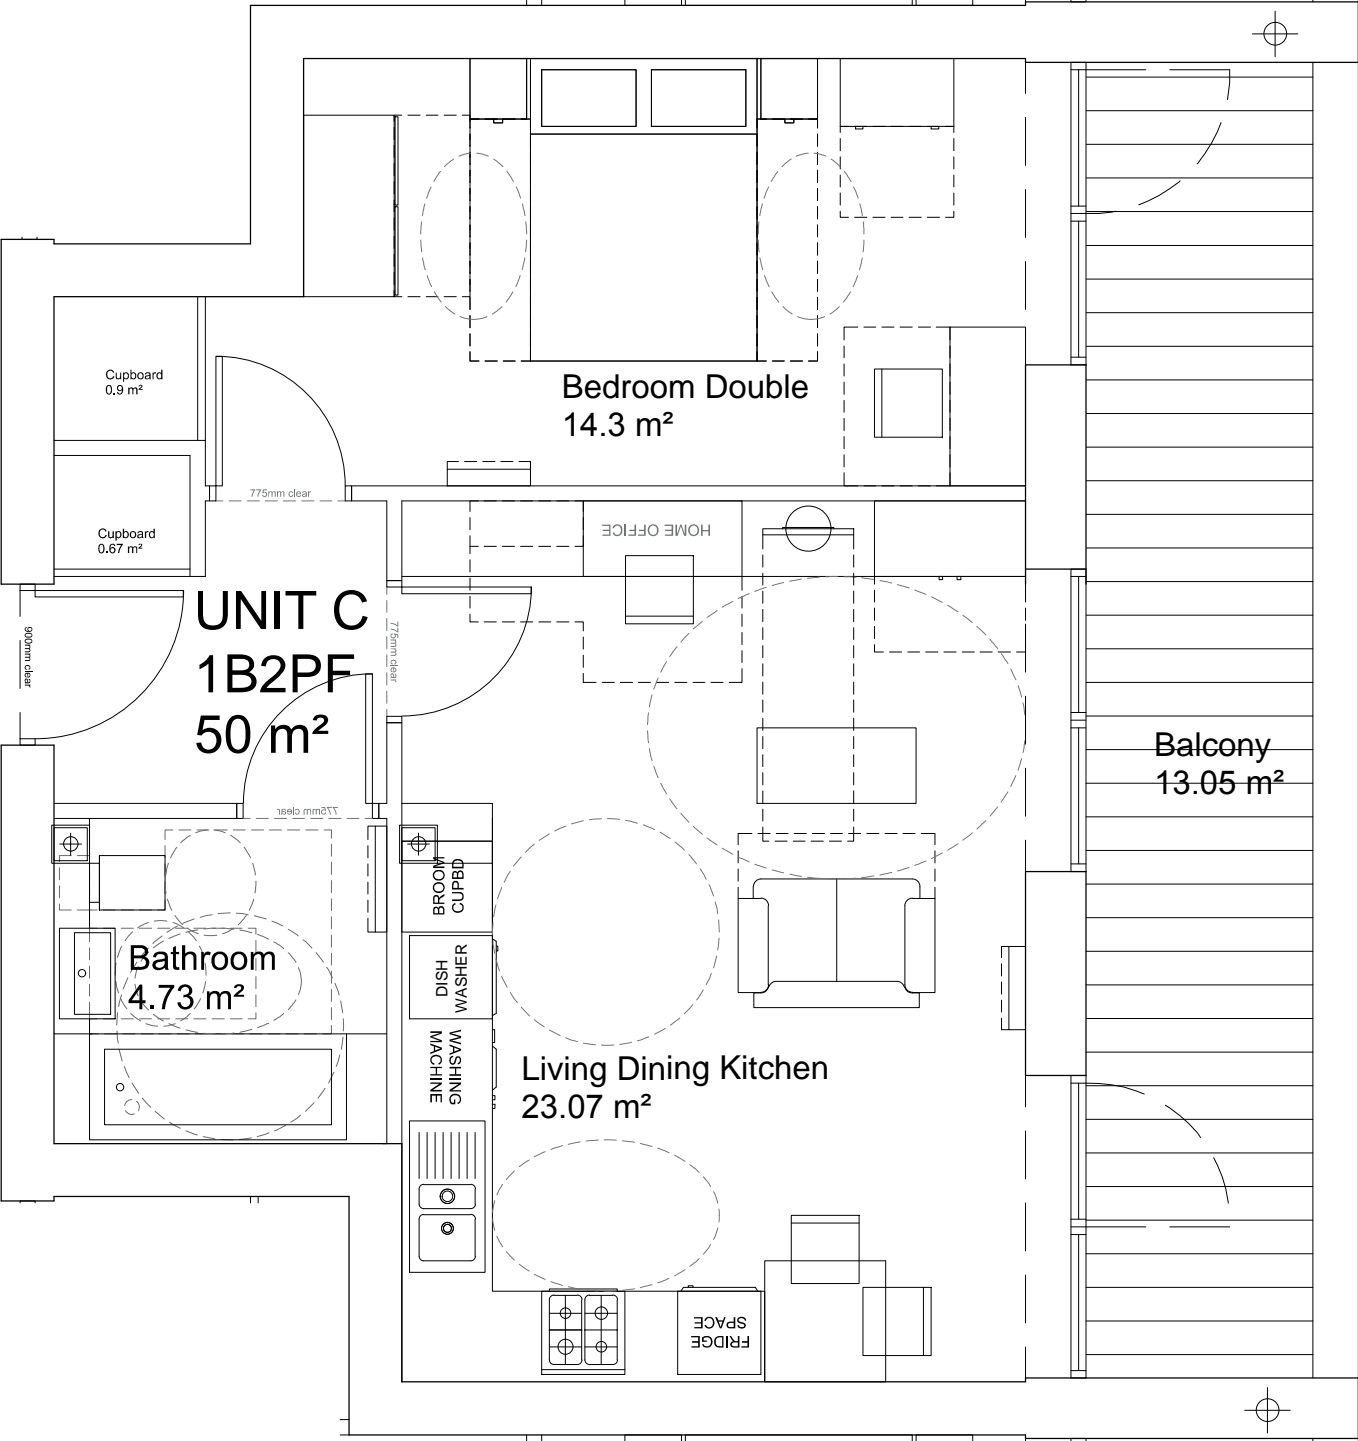 Cupboard
0.9 m²
Bedroom Double
14.3 m²
775mm clear
Cupboard
0.67 m²
HOME OFFICE
UNIT C
1B2PF
50 m²
900mm clear
775mm clear
775mm clear
Balcony
13.05 m²
BROOM
CUPBD
Bathroom
4.73 m²
DISH
WASHER
WASHING
MACHINE
Living Dining Kitchen
23.07 m²
FRIDGE
SPACE